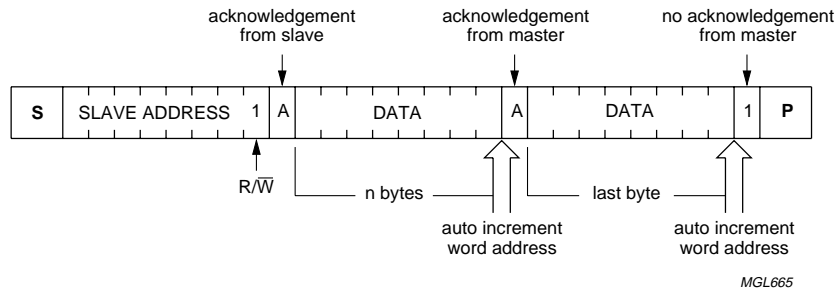 acknowledgement
from slave
acknowledgement
from master
no acknowledgement
from master
S SLAVE ADDRESS 1 A DATA A DATA 1 P
R/W̅
n bytes
last byte
auto increment
word address
auto increment
word address
MGL665